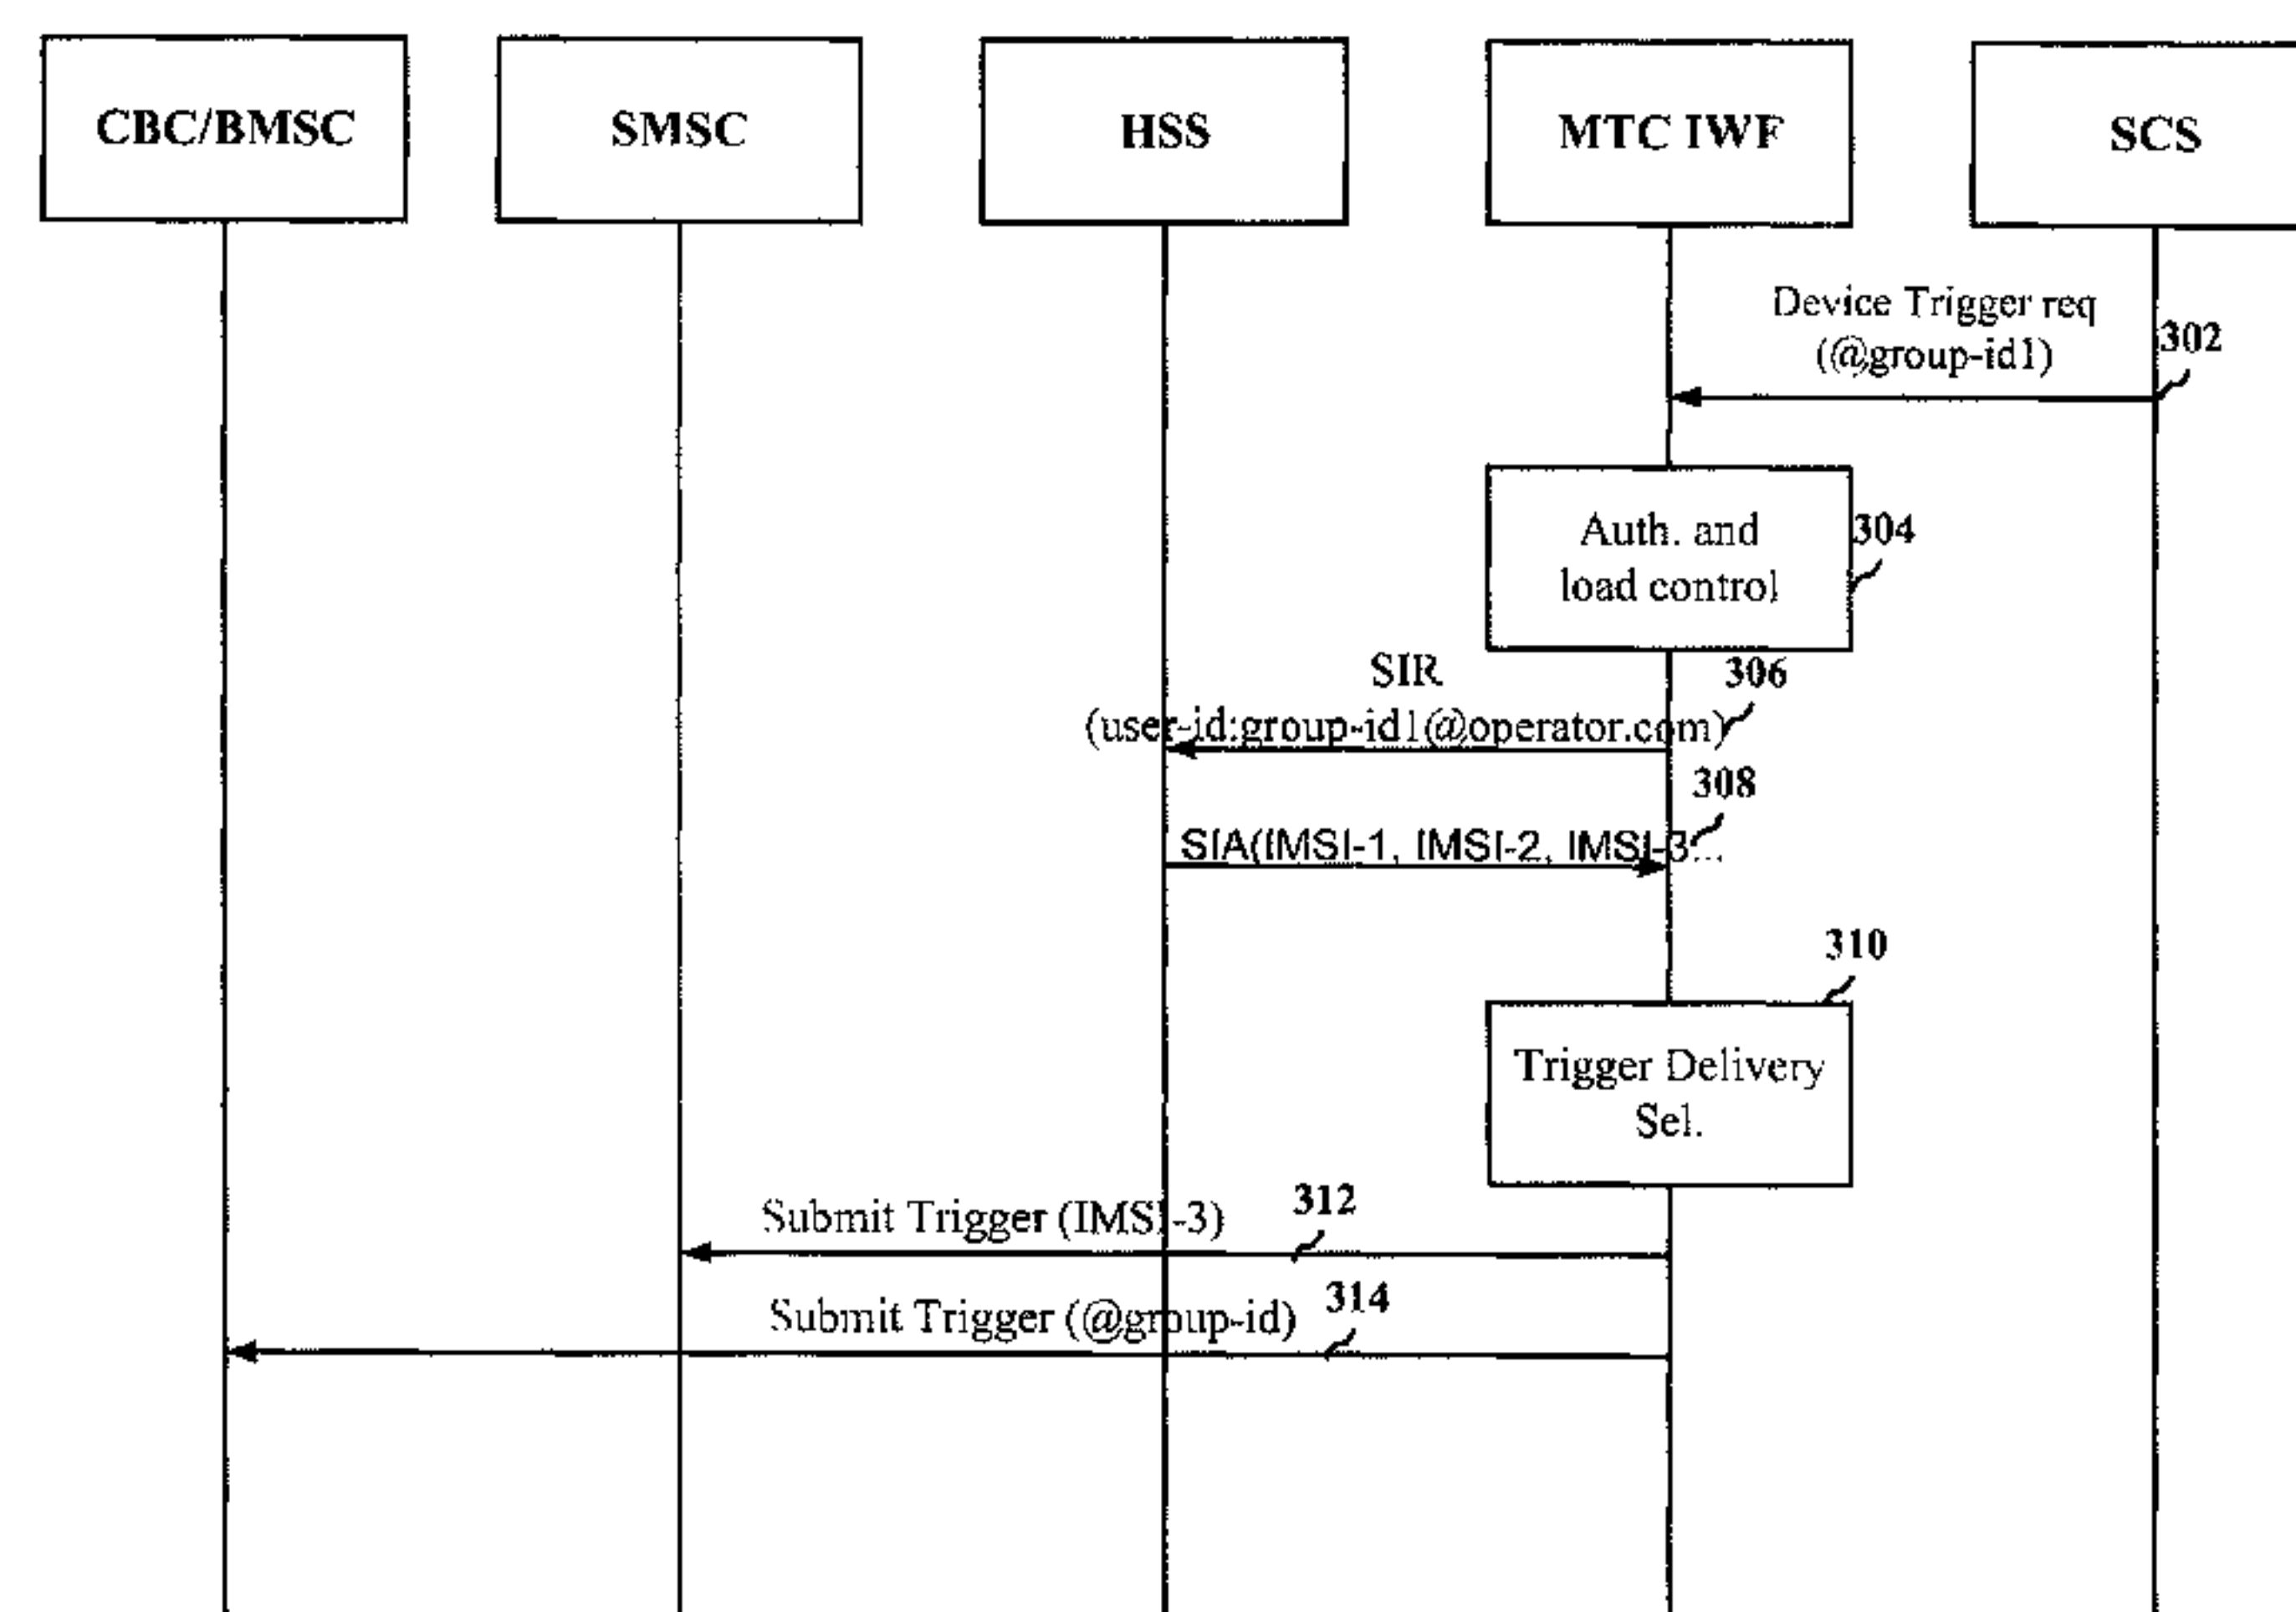 CBC/BMSC
SMSC
HSS
MTC IWF
SCS
Device Trigger req
(@group-id1)
302
Auth. and
load control
304
SIR
306
(user-id:group-id1@operator.com)
308
SIA(IMSI-1, IMSI-2, IMSI-3...
310
Trigger Delivery
Sel.
Submit Trigger (IMSI-3)
312
Submit Trigger (@group-id)
314